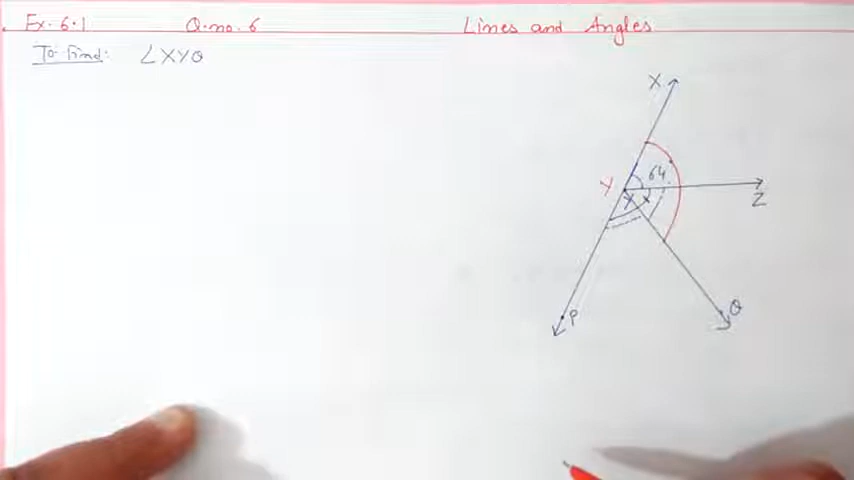 Ex. 6.1 Q. no. 6 Lines and Angles
To Find: ∠XYQ
X
64
Y
Z
x
P
Q